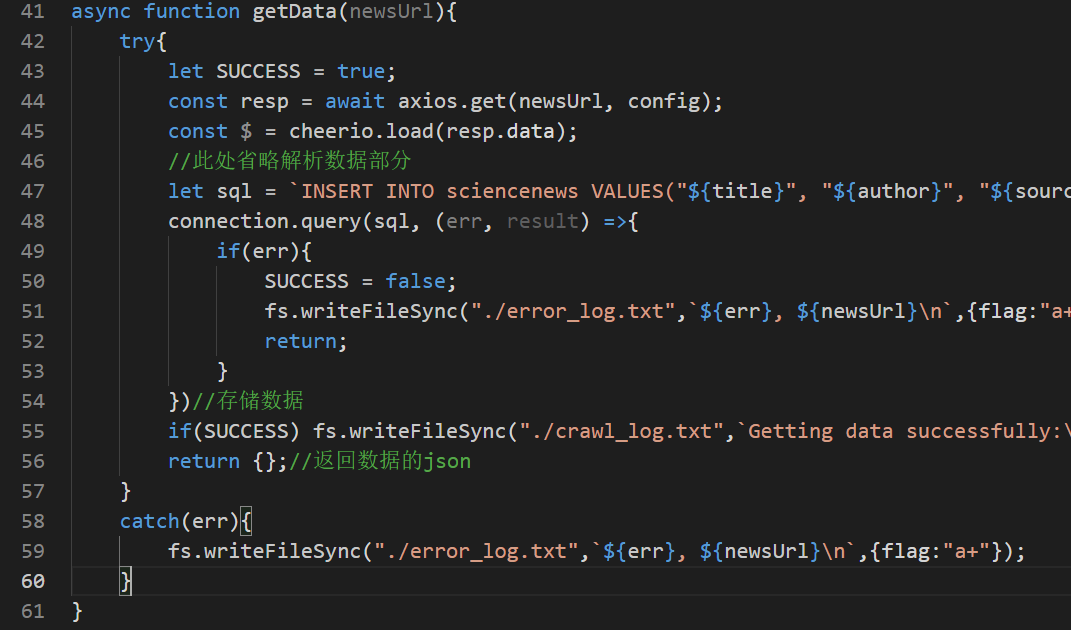 41 async function getData(newsUrl){
42 try{
43 let SUCCESS = true;
44 const resp = await axios.get(newsUrl, config);
45 const $ = cheerio.load(resp.data);
46 //此处省略解析数据部分
47 let sql = `INSERT INTO sciencenews VALUES("${title}", "${author}", "${sourc
48 connection.query(sql, (err, result) =>{
49 if(err){
50 SUCCESS = false;
51 fs.writeFileSync("./error_log.txt",`${err}, ${newsUrl}\n`,{flag:"a+
52 return;
53 }
54 })//存储数据
55 if(SUCCESS) fs.writeFileSync("./crawl_log.txt",`Getting data successfully:\
56 return {};//返回数据的json
57 }
58 catch(err){
59 fs.writeFileSync("./error_log.txt",`${err}, ${newsUrl}\n`,{flag:"a+"});
60 }
61 }